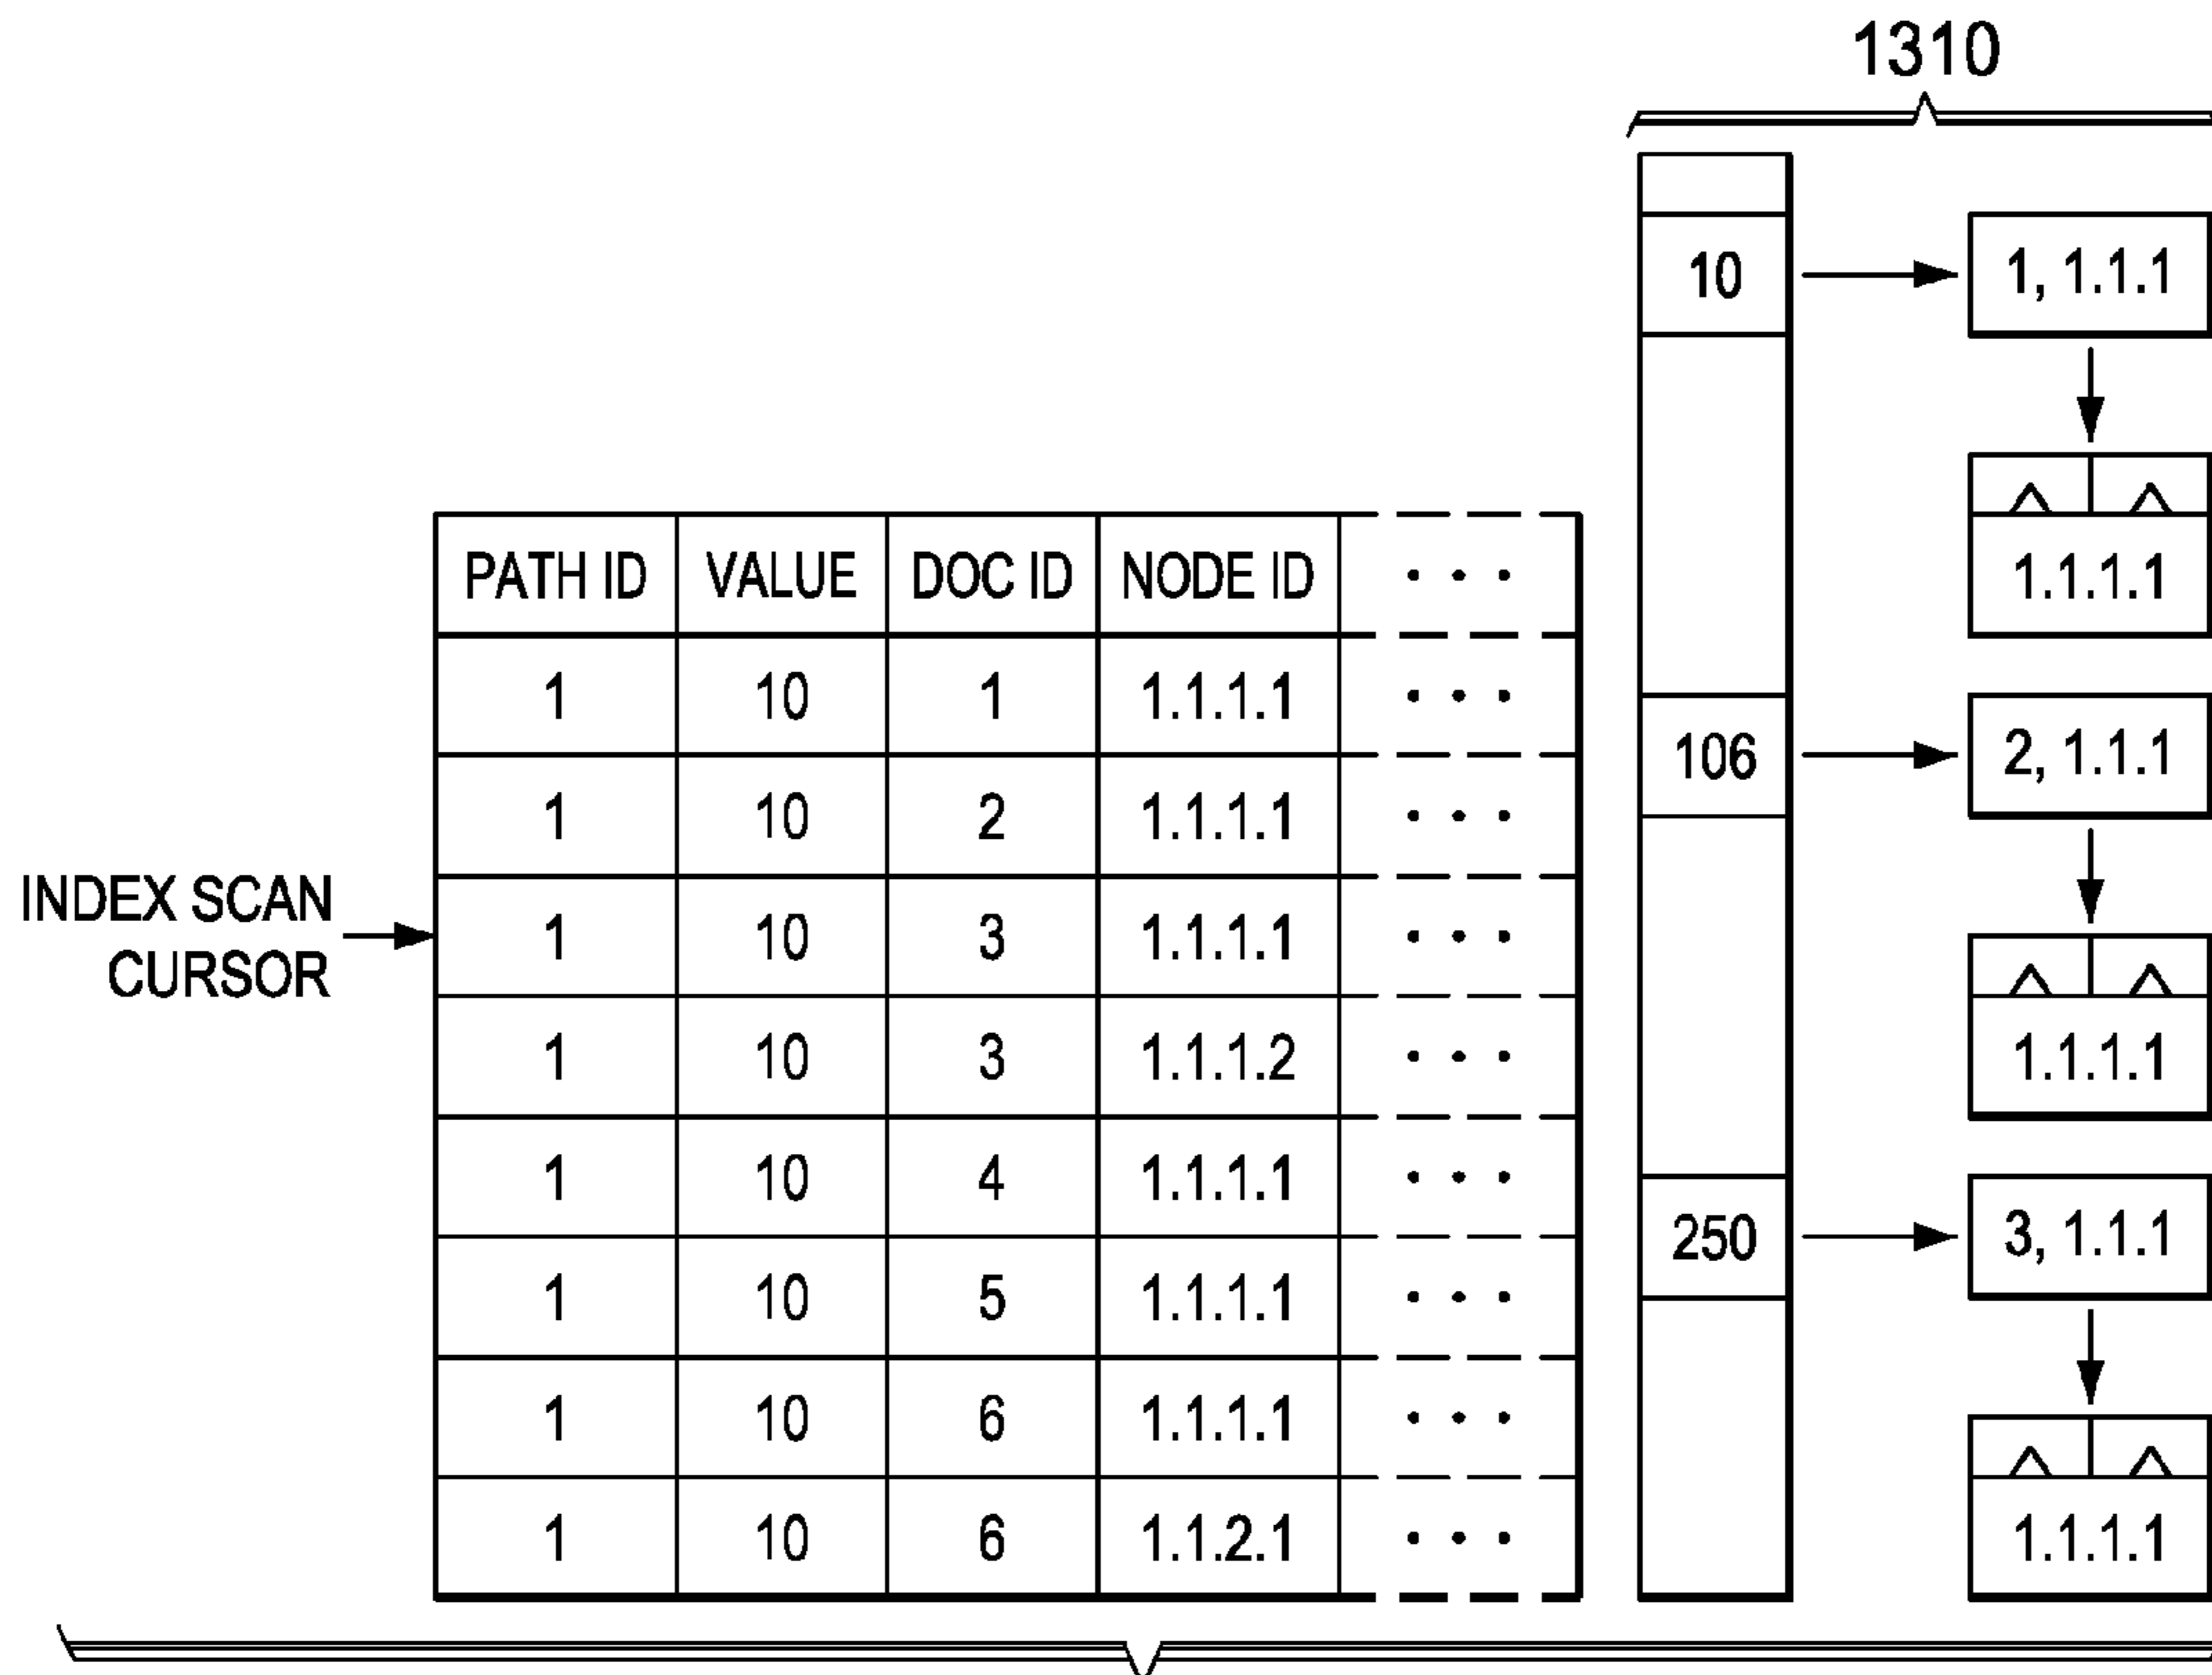 1310
INDEX SCAN
CURSOR
PATH ID VALUE DOC ID NODE ID . . .
1 10 1 1.1.1.1 . . .
1 10 2 1.1.1.1 . . .
1 10 3 1.1.1.1 . . .
1 10 3 1.1.1.2 . . .
1 10 4 1.1.1.1 . . .
1 10 5 1.1.1.1 . . .
1 10 6 1.1.1.1 . . .
1 10 6 1.1.2.1 . . .
10 1, 1.1.1
1.1.1.1
106 2, 1.1.1
1.1.1.1
250 3, 1.1.1
1.1.1.1